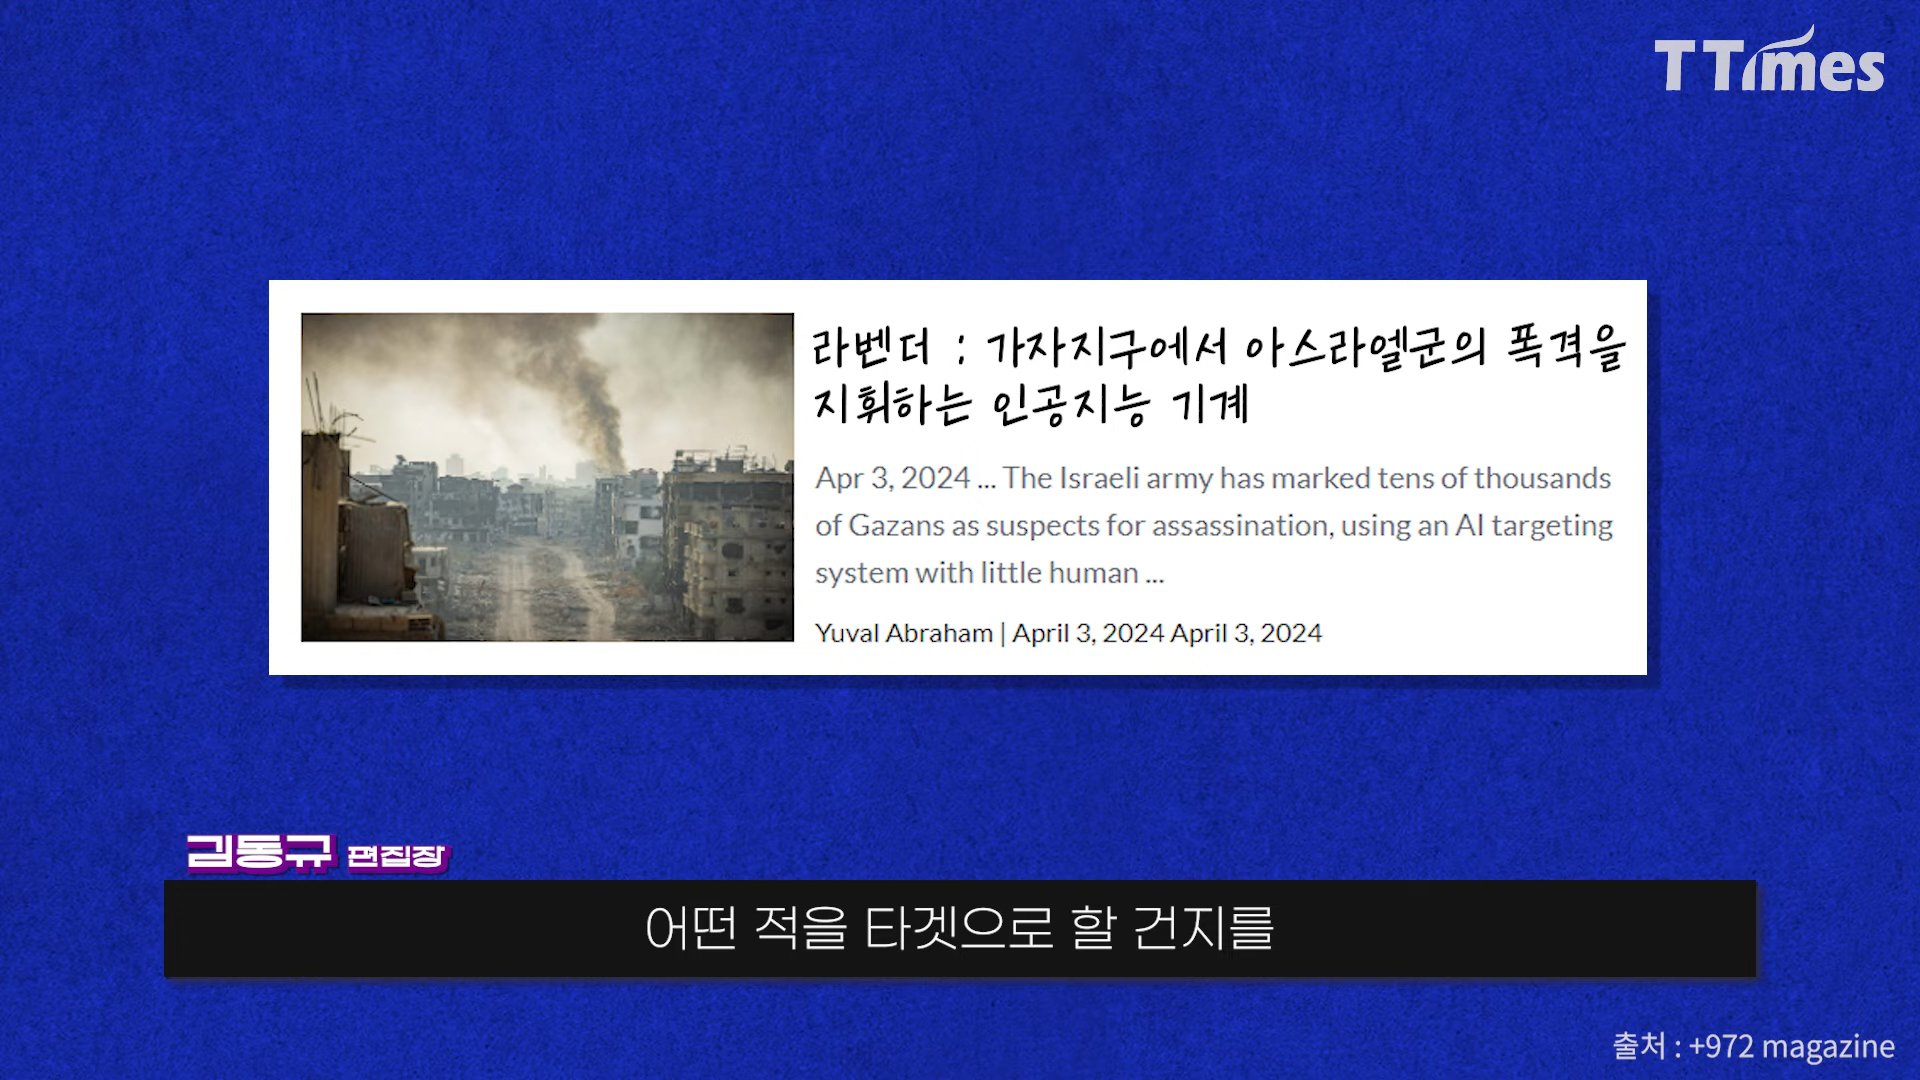 TTimes
라벤더 : 가자지구에서 아스라엘군의 폭격을
지휘하는 인공지능 기계
Apr 3, 2024 ... The Israeli army has marked tens of thousands
of Gazans as suspects for assassination, using an AI targeting
system with little human ...
Yuval Abraham | April 3, 2024 April 3, 2024
김동규 편집장
어떤 적을 타겟으로 할 건지를
출처 : +972 magazine